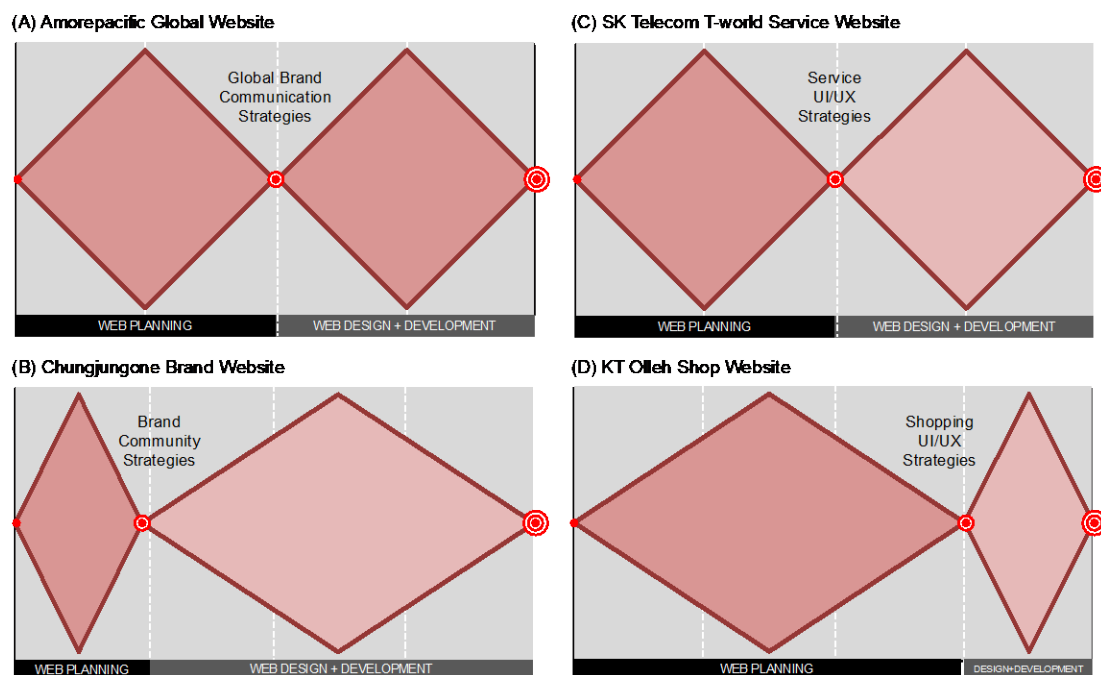 (A) Amorepacific Global Website
Global Brand
Communication
Strategies
WEB PLANNING
WEB DESIGN + DEVELOPMENT
(B) Chungjungone Brand Website
Brand
Community
Strategies
WEB PLANNING
WEB DESIGN + DEVELOPMENT
(C) SK Telecom T-world Service Website
Service
UI/UX
Strategies
WEB PLANNING
WEB DESIGN + DEVELOPMENT
(D) KT Olleh Shop Website
Shopping
UI/UX
Strategies
WEB PLANNING
DESIGN+DEVELOPMENT